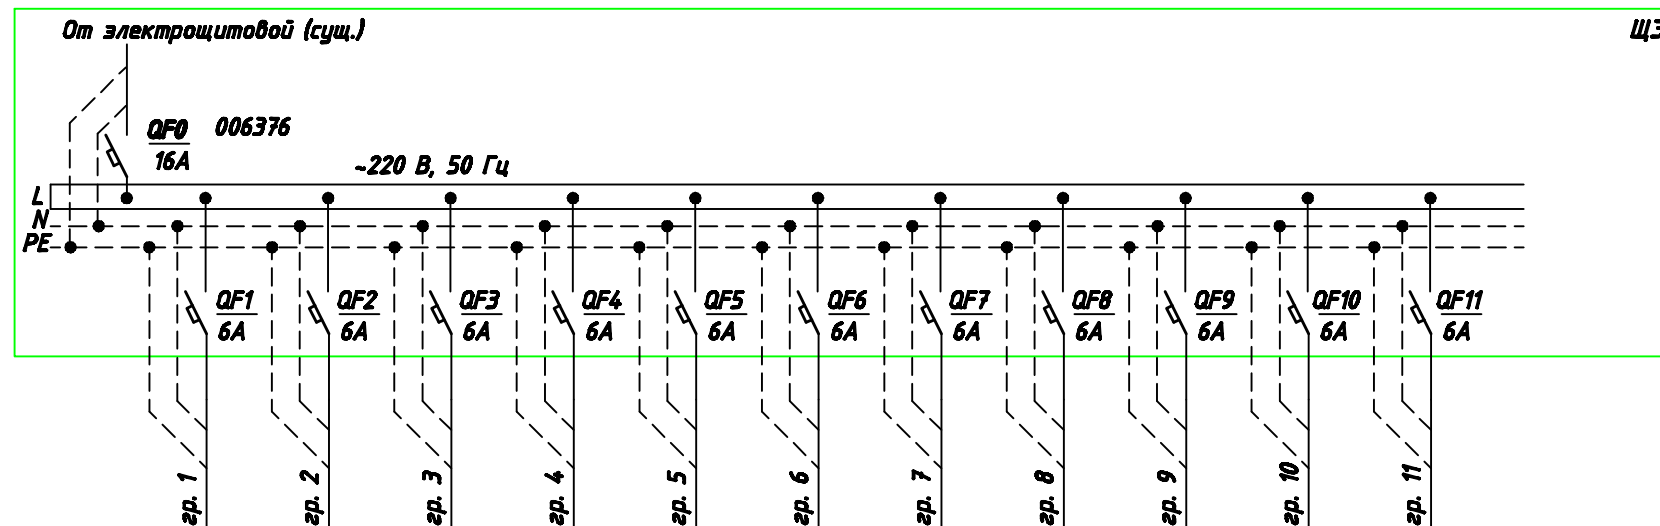 От электрощитовой (сущ.)
ЩЭ
QF0 006376
16А
~220 В, 50 Гц
L
N
PE
QF1 QF2 QF3 QF4 QF5 QF6 QF7 QF8 QF9 QF10 QF11
6А 6А 6А 6А 6А 6А 6А 6А 6А 6А 6А
гр. 1
гр. 2
гр. 3
гр. 4
гр. 5
гр. 6
гр. 7
гр. 8
гр. 9
гр. 10
гр. 11